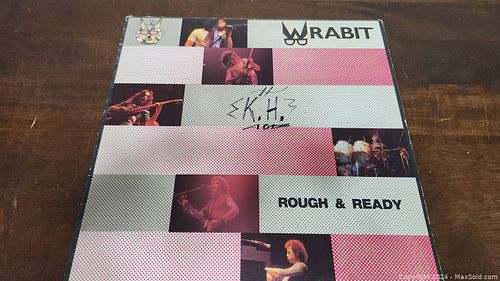 WRABIT
K.H.
ROUGH & READY
Copyright 2024 - MaxSold.com